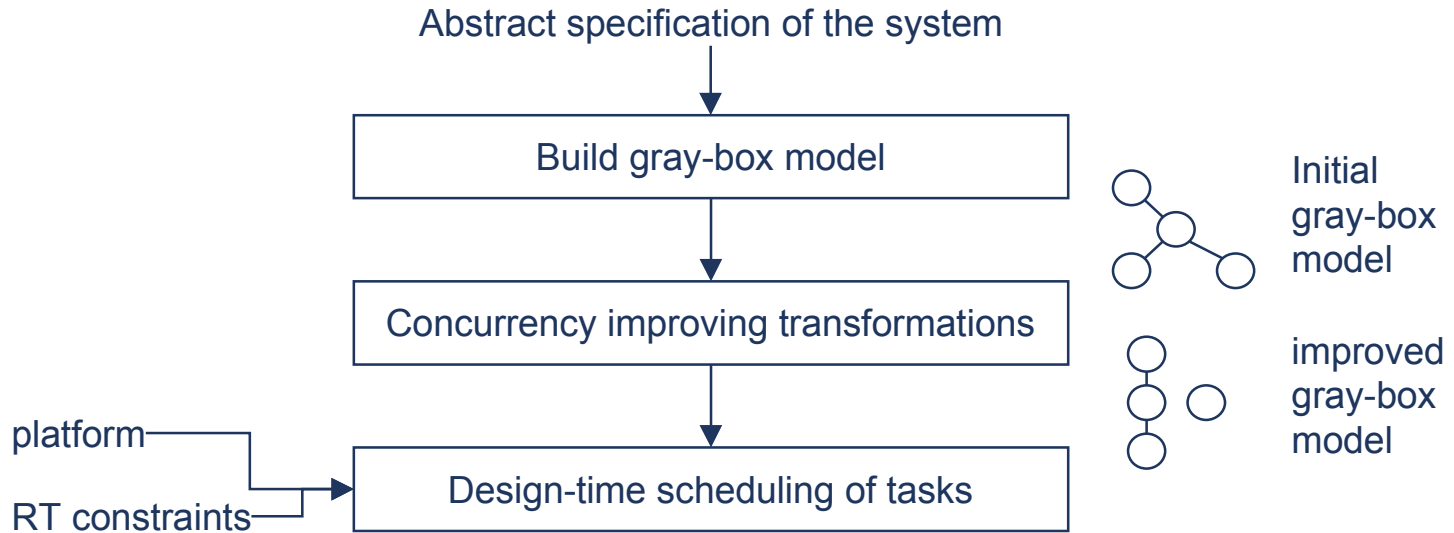 Abstract specification of the system
Build gray-box model
Initial
gray-box
model
Concurrency improving transformations
improved
gray-box
model
platform
Design-time scheduling of tasks
RT constraints